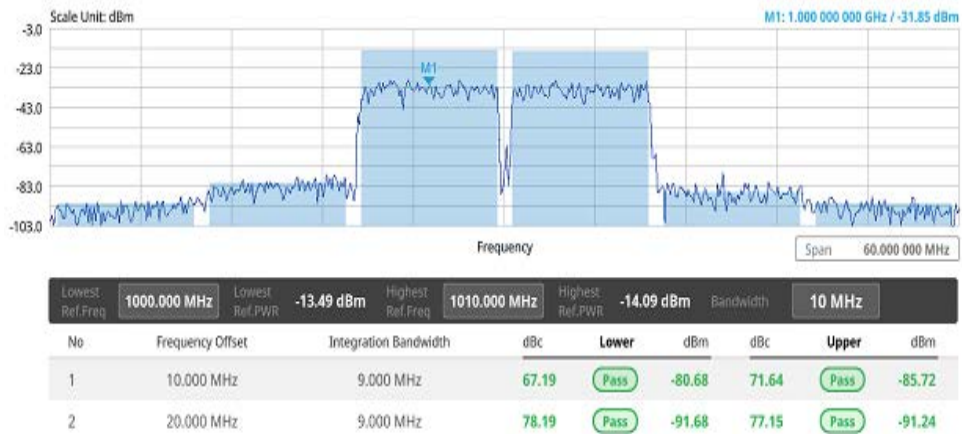 Scale Unit: dBm M1: 1.000 000 000 GHz / -31.85 dBm
-3.0
-23.0
M1
-43.0
-63.0
-83.0
-103.0
Frequency
Span 60.000 000 MHz
Lowest Ref.Freq 1000.000 MHz Lowest Ref.PWR -13.49 dBm Highest Ref.Freq 1010.000 MHz Highest Ref.PWR -14.09 dBm Bandwidth 10 MHz
No Frequency Offset Integration Bandwidth dBc Lower dBm dBc Upper dBm
1 10.000 MHz 9.000 MHz 67.19 Pass -80.68 71.64 Pass -85.72
2 20.000 MHz 9.000 MHz 78.19 Pass -91.68 77.15 Pass -91.24